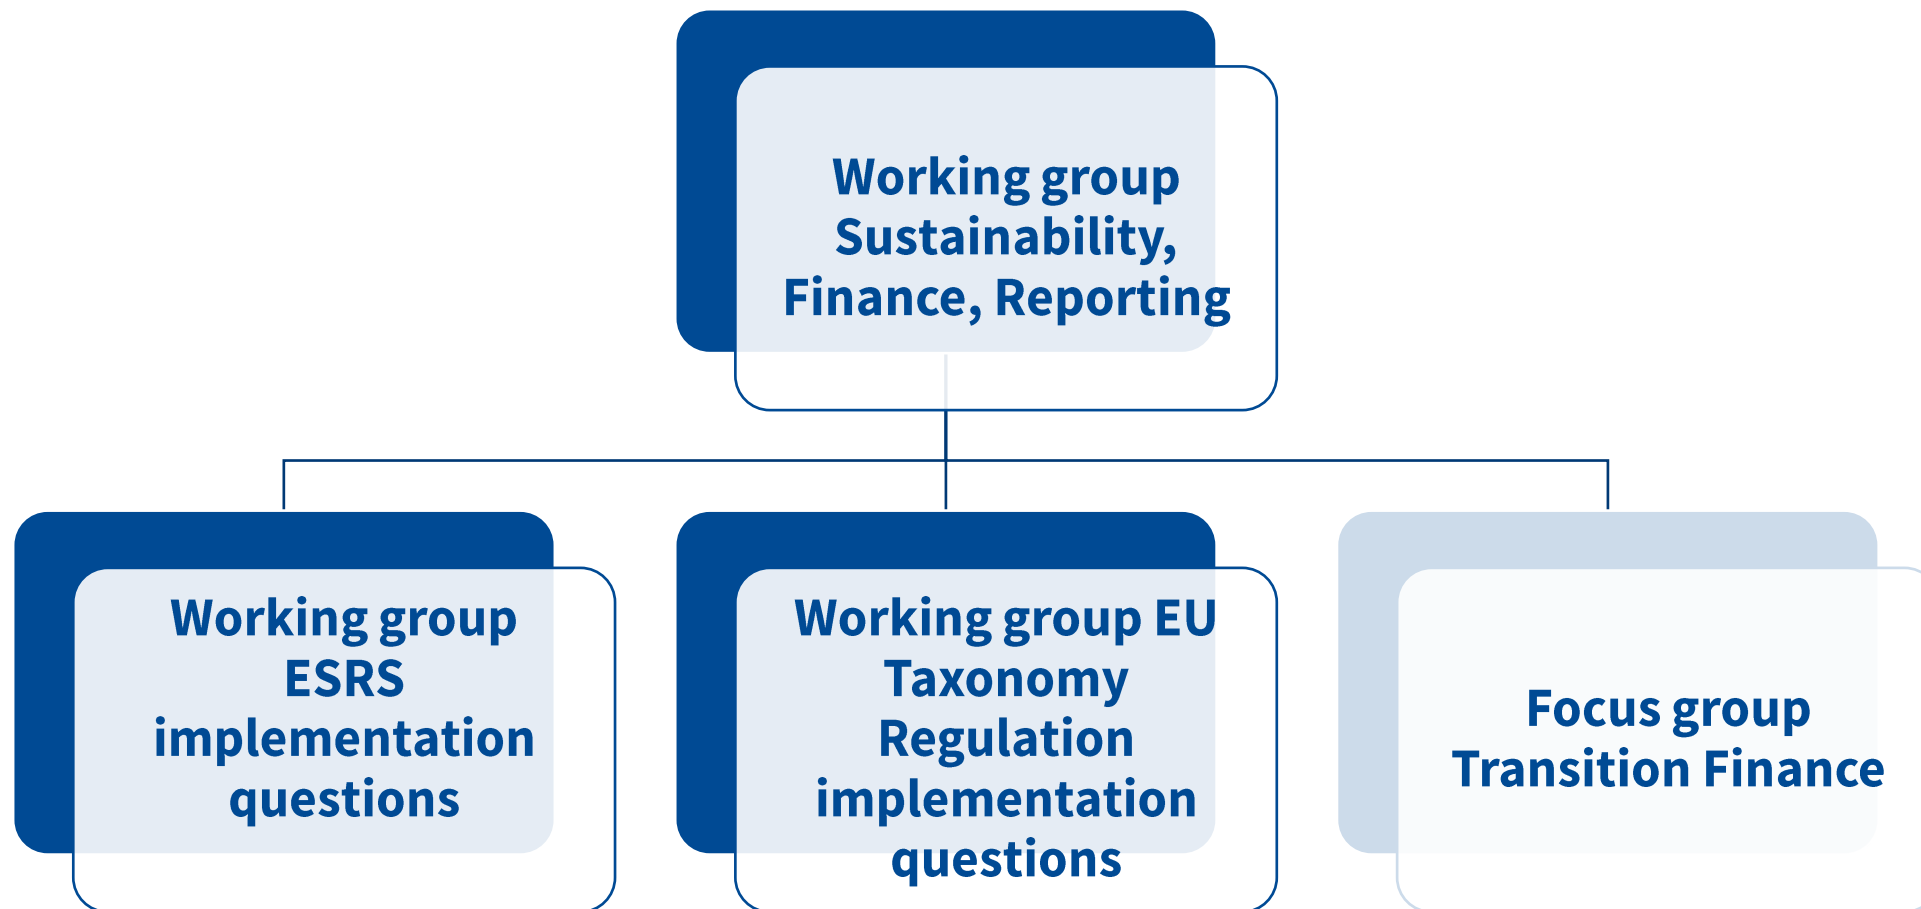 Working group
Sustainability,
Finance, Reporting
Working group
ESRS
implementation
questions
Working group EU
Taxonomy
Regulation
implementation
questions
Focus group
Transition Finance